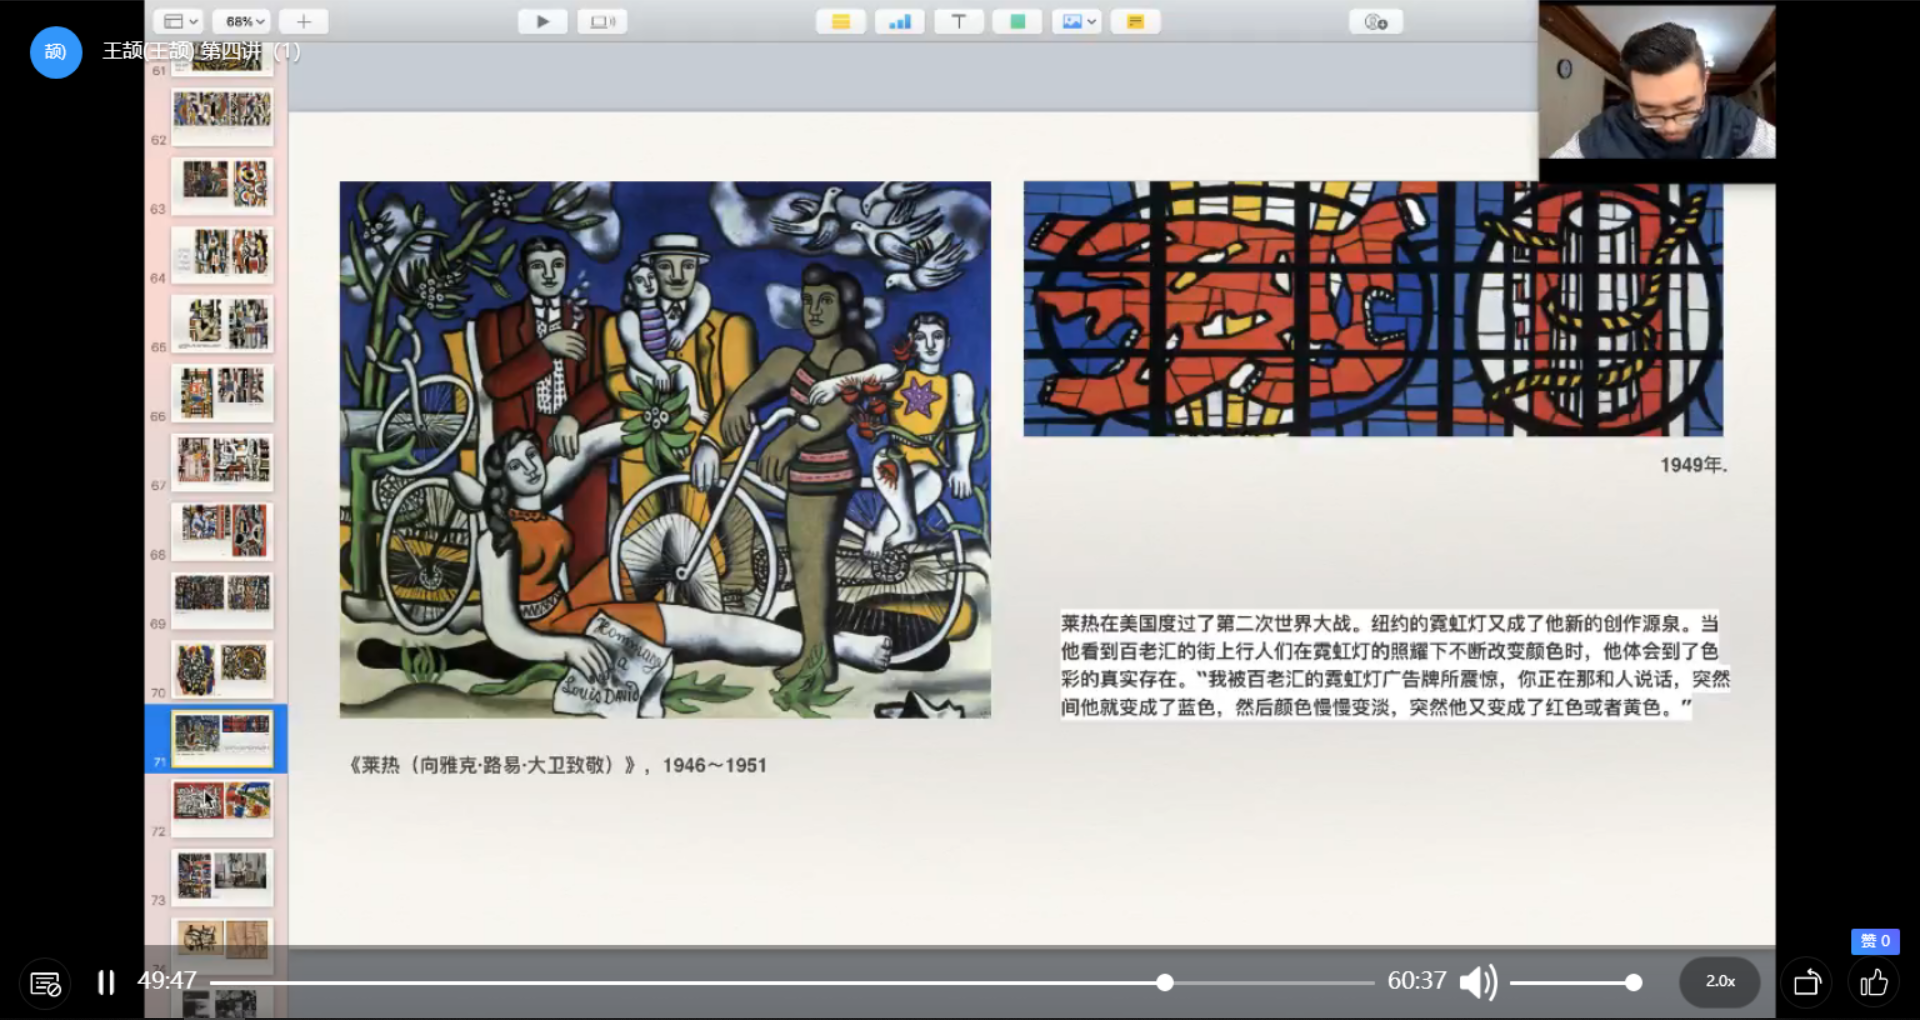 68%
颉)
王颉(王颉) 第四讲 (1)
61
62
63
64
65
66
67
68
69
70
71
72
73
Hommage
a
Louis DAVID
1949年.
莱热在美国度过了第二次世界大战。纽约的霓虹灯又成了他新的创作源泉。当
他看到百老汇的街上行人们在霓虹灯的照耀下不断改变颜色时，他体会到了色
彩的真实存在。“我被百老汇的霓虹灯广告牌所震惊，你正在那和人说话，突然
间他就变成了蓝色，然后颜色慢慢变淡，突然他又变成了红色或者黄色。”
《莱热（向雅克·路易·大卫致敬）》，1946～1951
赞 0
49:47
60:37
2.0x